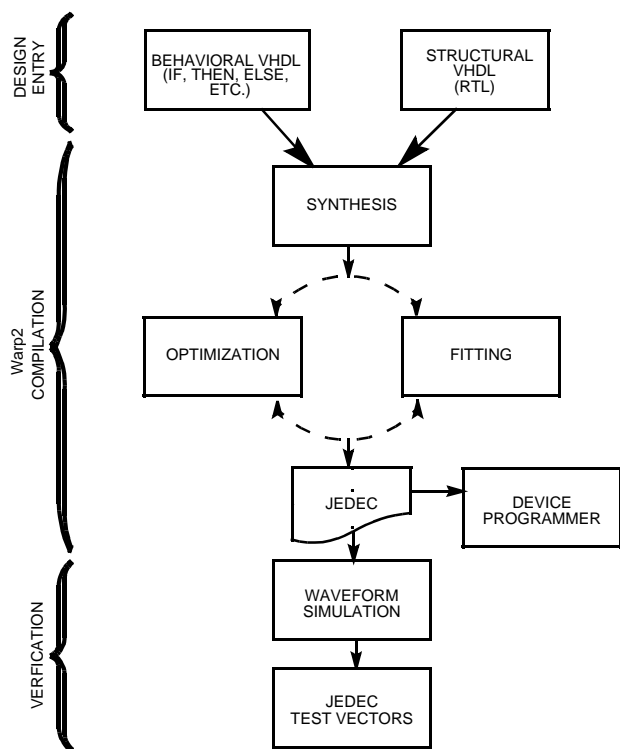 DESIGN
ENTRY
BEHAVIORAL VHDL
(IF, THEN, ELSE,
ETC.)
STRUCTURAL
VHDL
(RTL)
Warp2
COMPILATION
SYNTHESIS
OPTIMIZATION
FITTING
JEDEC
DEVICE
PROGRAMMER
VERFICATION
WAVEFORM
SIMULATION
JEDEC
TEST VECTORS